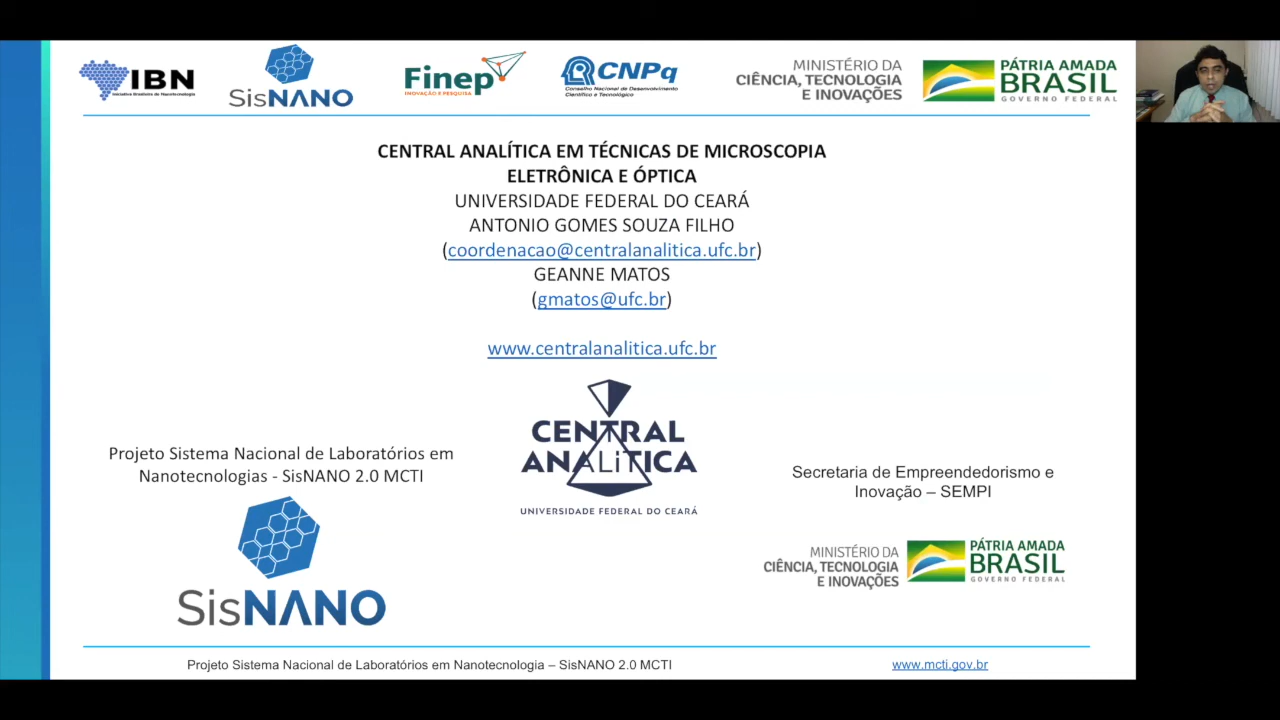 IBN
Iniciativa Brasileira de Nanotecnologia
SisNANO
Finep
INOVAÇÃO E PESQUISA
CNPq
Conselho Nacional de Desenvolvimento
Científico e Tecnológico
MINISTÉRIO DA
CIÊNCIA, TECNOLOGIA
E INOVAÇÕES
PÁTRIA AMADA
BRASIL
GOVERNO FEDERAL
CENTRAL ANALÍTICA EM TÉCNICAS DE MICROSCOPIA
ELETRÔNICA E ÓPTICA
UNIVERSIDADE FEDERAL DO CEARÁ
ANTONIO GOMES SOUZA FILHO
(coordenacao@centralanalitica.ufc.br)
GEANNE MATOS
(gmatos@ufc.br)
www.centralanalitica.ufc.br
CENTRAL
ANALíTICA
UNIVERSIDADE FEDERAL DO CEARÁ
Projeto Sistema Nacional de Laboratórios em
Nanotecnologias - SisNANO 2.0 MCTI
SisNANO
Secretaria de Empreendedorismo e
Inovação – SEMPI
MINISTÉRIO DA
CIÊNCIA, TECNOLOGIA
E INOVAÇÕES
PÁTRIA AMADA
BRASIL
GOVERNO FEDERAL
Projeto Sistema Nacional de Laboratórios em Nanotecnologia – SisNANO 2.0 MCTI
www.mcti.gov.br